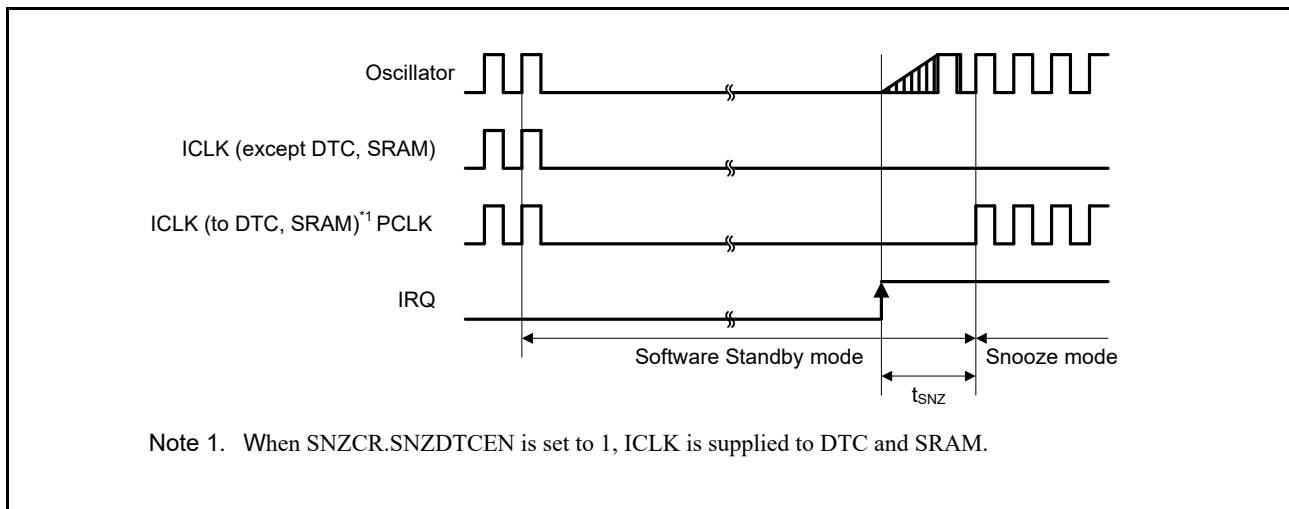 Oscillator
ICLK (except DTC, SRAM)
ICLK (to DTC, SRAM)*1 PCLK
IRQ
Software Standby mode
Snooze mode
tSNZ
Note 1. When SNZCR.SNZDTCEN is set to 1, ICLK is supplied to DTC and SRAM.